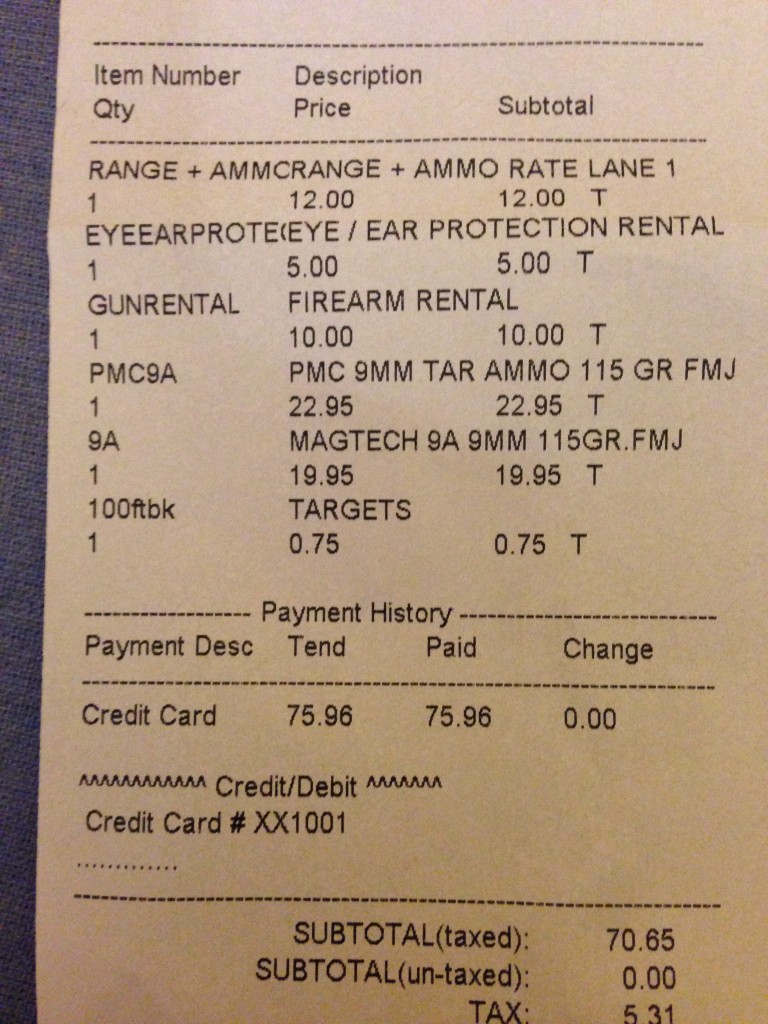 Item Number Description
Qty Price Subtotal
RANGE + AMMCRANGE + AMMO RATE LANE 1
1 12.00 12.00 T
EYEEARPROTE(EYE / EAR PROTECTION RENTAL
1 5.00 5.00 T
GUNRENTAL FIREARM RENTAL
1 10.00 10.00 T
PMC9A PMC 9MM TAR AMMO 115 GR FMJ
1 22.95 22.95 T
9A MAGTECH 9A 9MM 115GR.FMJ
1 19.95 19.95 T
100ftbk TARGETS
1 0.75 0.75 T
------------------ Payment History ----------------------------
Payment Desc Tend Paid Change
Credit Card 75.96 75.96 0.00
^^^^^^^^^^^^ Credit/Debit ^^^^^^^
Credit Card # XX1001
.............
SUBTOTAL(taxed): 70.65
SUBTOTAL(un-taxed): 0.00
TAX: 5.31